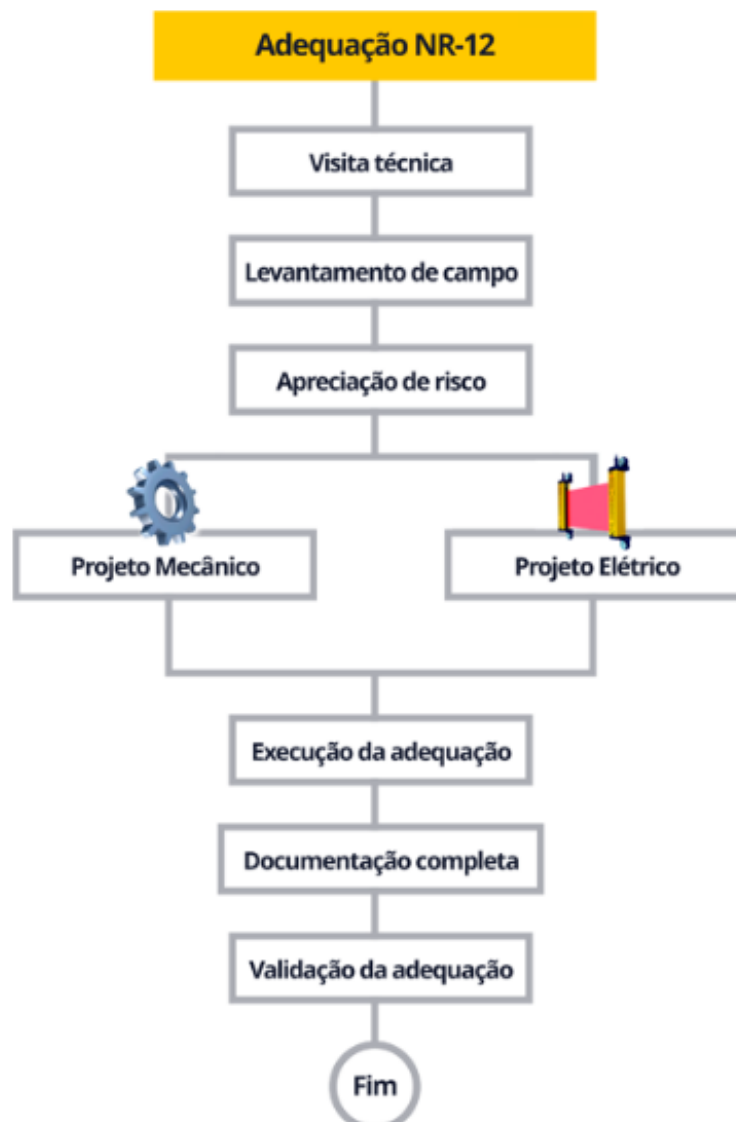 Adequação NR-12
Visita técnica
Levantamento de campo
Apreciação de risco
Projeto Mecânico
Projeto Elétrico
Execução da adequação
Documentação completa
Validação da adequação
Fim